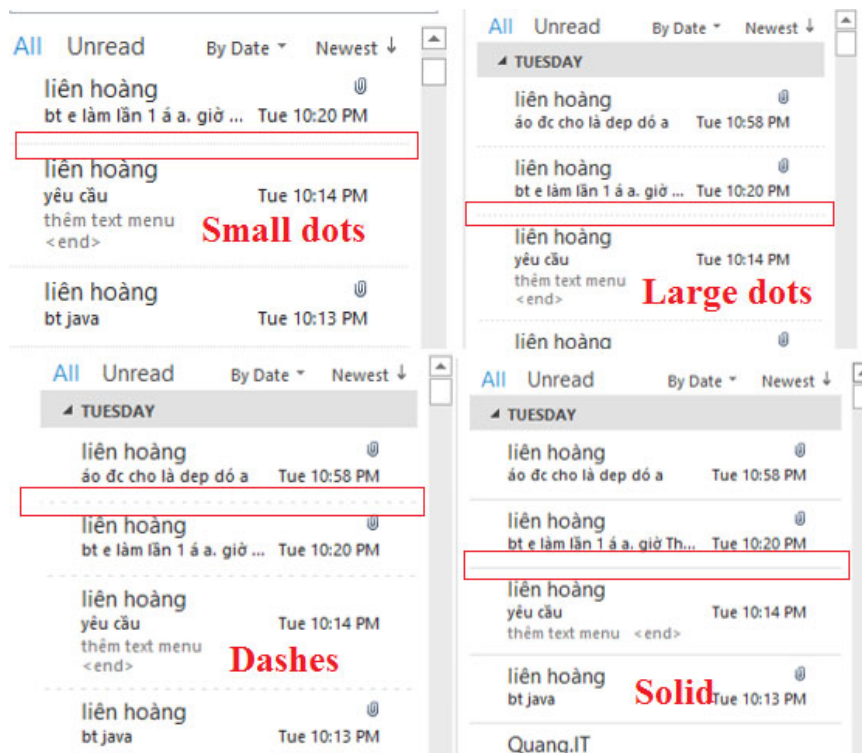 All Unread By Date Newest
liên hoàng
bt e làm lần 1 á a. giờ ... Tue 10:20 PM
liên hoàng
yêu cầu Tue 10:14 PM
thêm text menu
<end>
Small dots
liên hoàng
bt java Tue 10:13 PM
All Unread By Date Newest
TUESDAY
liên hoàng
áo đc cho là dep dó a Tue 10:58 PM
liên hoàng
bt e làm lần 1 á a. giờ ... Tue 10:20 PM
liên hoàng
yêu cầu Tue 10:14 PM
thêm text menu
<end>
Large dots
liên hoàng
All Unread By Date Newest
TUESDAY
liên hoàng
áo đc cho là dep dó a Tue 10:58 PM
liên hoàng
bt e làm lần 1 á a. giờ ... Tue 10:20 PM
liên hoàng
yêu cầu Tue 10:14 PM
thêm text menu
<end>
Dashes
liên hoàng
bt java Tue 10:13 PM
All Unread By Date Newest
TUESDAY
liên hoàng
áo đc cho là dep dó a Tue 10:58 PM
liên hoàng
bt e làm lần 1 á a. giờ Th... Tue 10:20 PM
liên hoàng
yêu cầu Tue 10:14 PM
thêm text menu <end>
liên hoàng
bt java Solid Tue 10:13 PM
Quang.IT